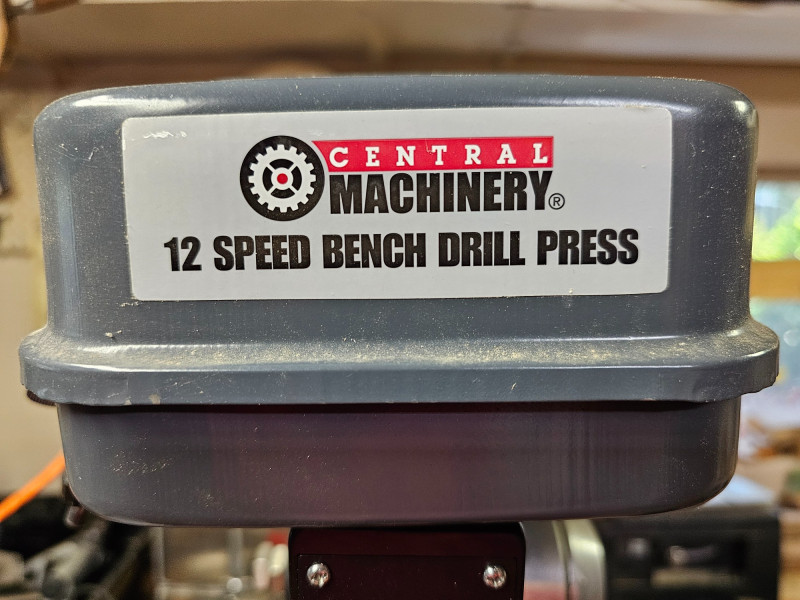 CENTRAL
MACHINERY®
12 SPEED BENCH DRILL PRESS